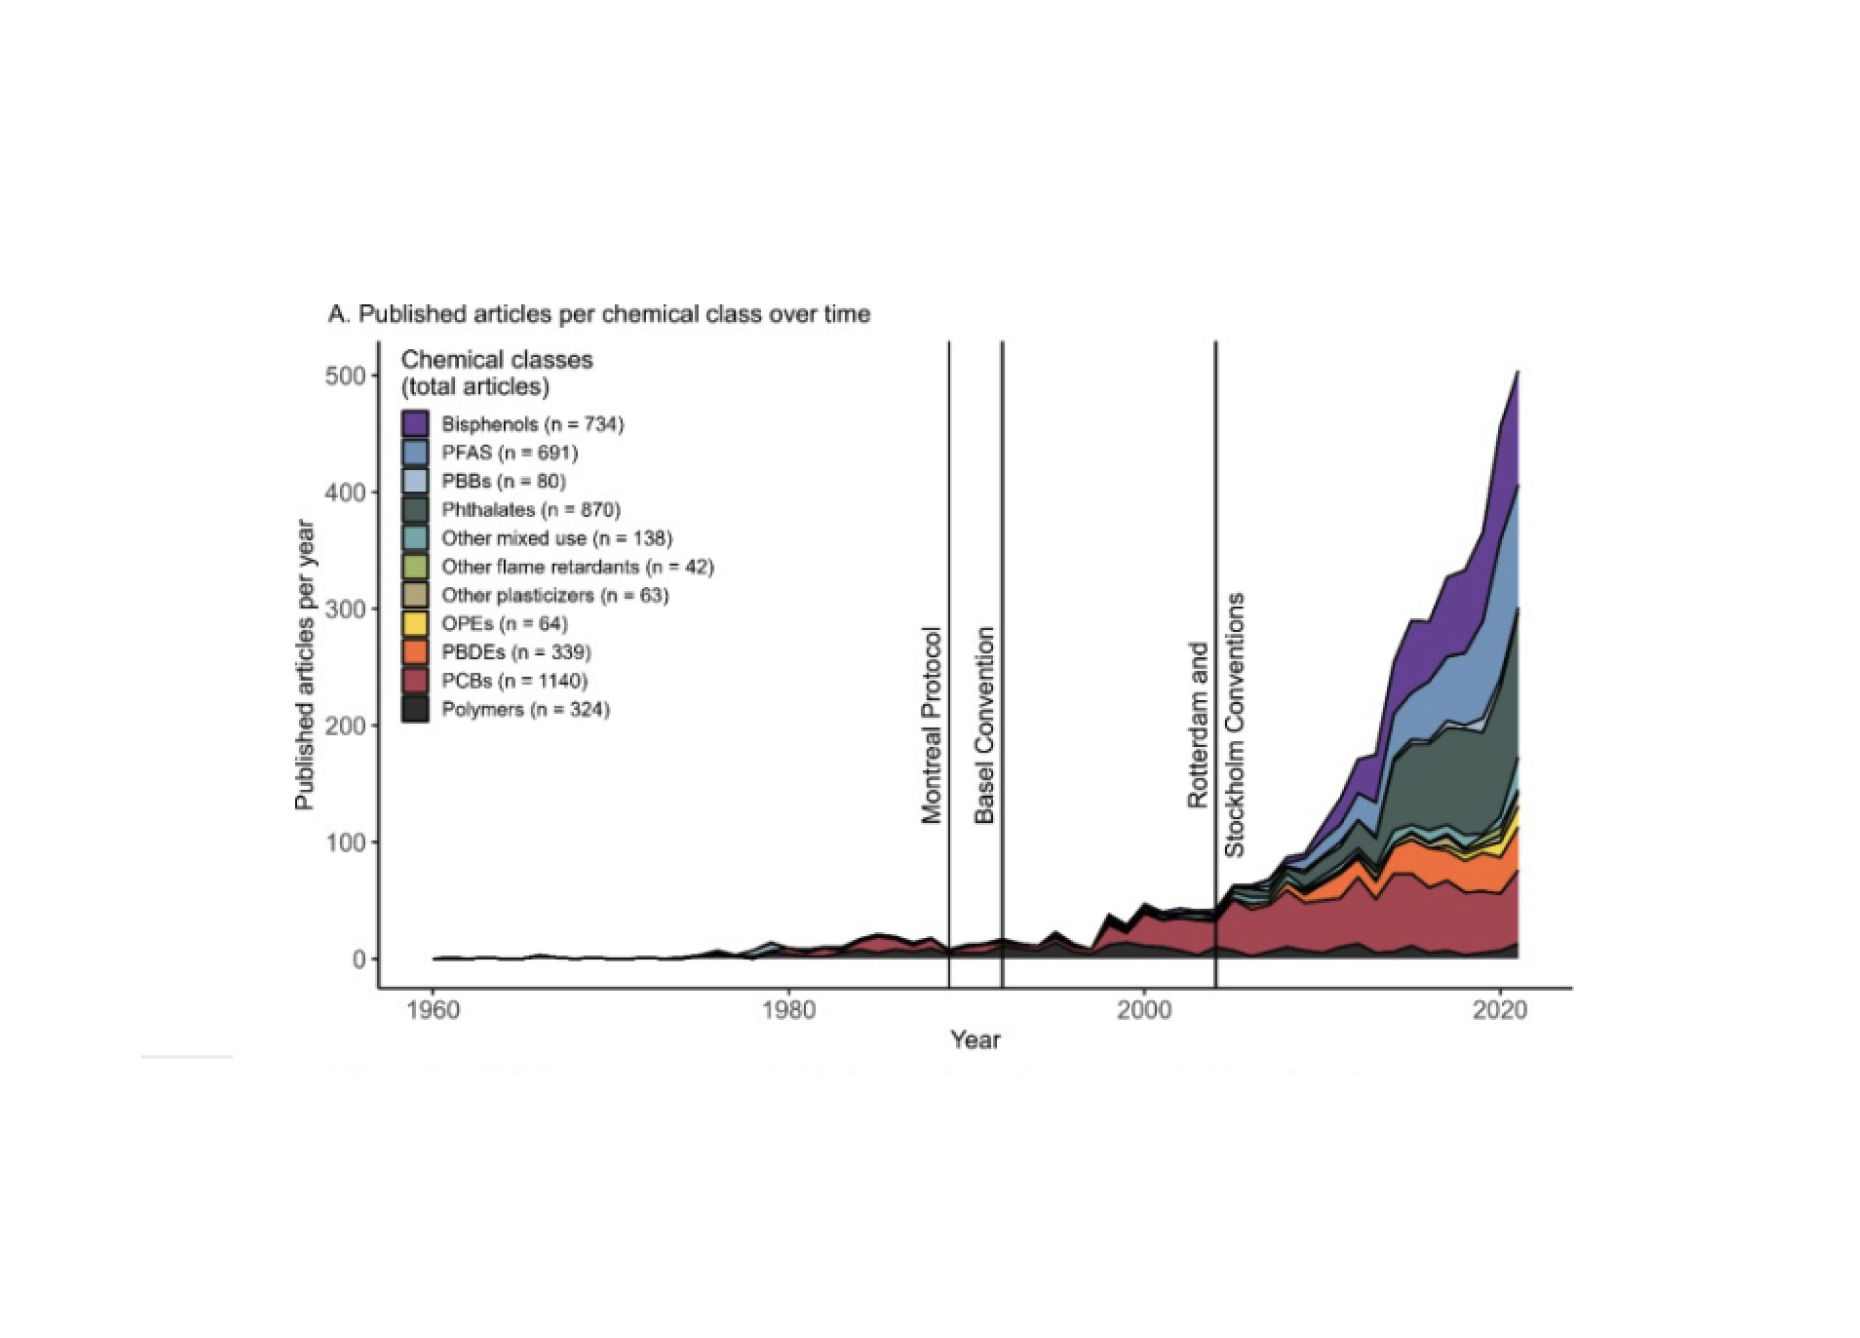 A. Published articles per chemical class over time
Chemical classes
(total articles)
Bisphenols (n = 734)
PFAS (n = 691)
PBBs (n = 80)
Phthalates (n = 870)
Other mixed use (n = 138)
Other flame retardants (n = 42)
Other plasticizers (n = 63)
OPEs (n = 64)
PBDEs (n = 339)
PCBs (n = 1140)
Polymers (n = 324)
Published articles per year
500
400
300
200
100
0
Montreal Protocol
Basel Convention
Rotterdam and
Stockholm Conventions
1960
1980
2000
2020
Year